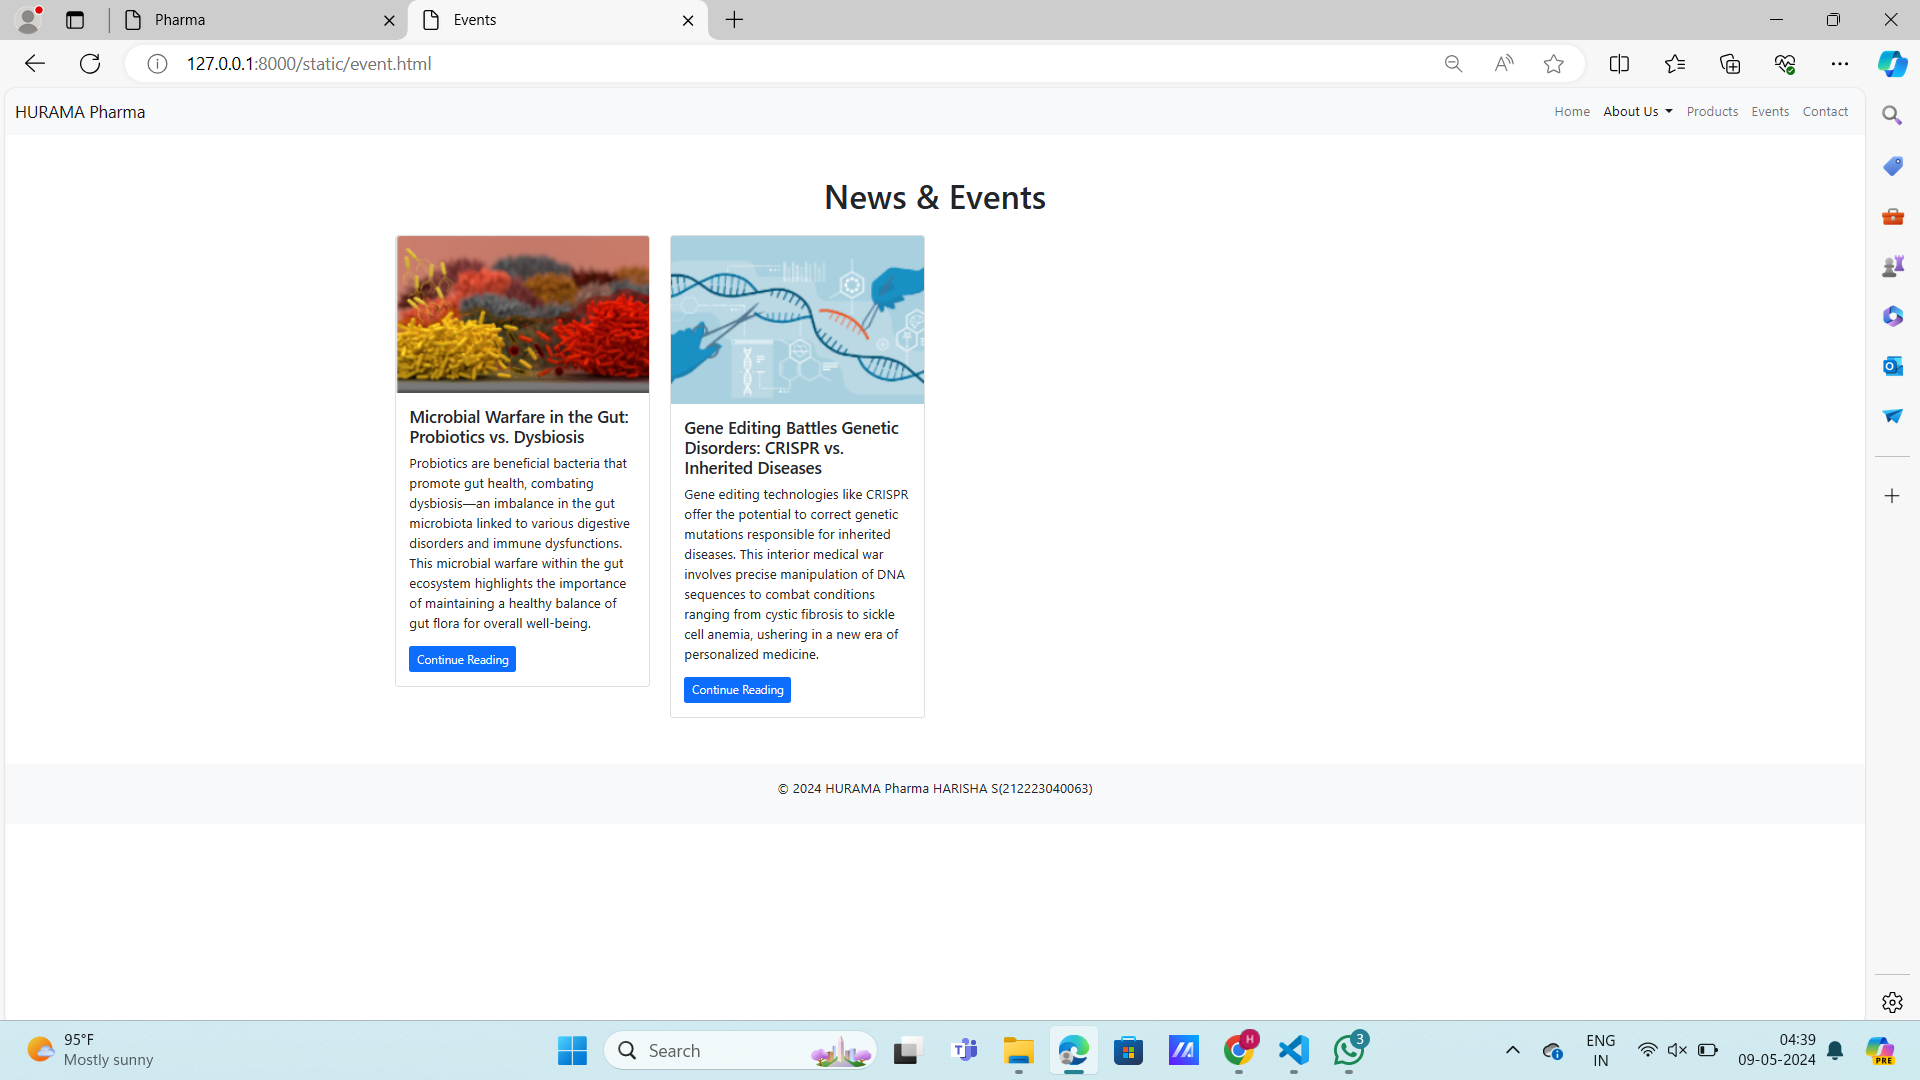 Pharma
Events
127.0.0.1:8000/static/event.html
HURAMA Pharma
Home
About Us
Products
Events
Contact
News & Events
Microbial Warfare in the Gut:
Probiotics vs. Dysbiosis
Probiotics are beneficial bacteria that
promote gut health, combating
dysbiosis—an imbalance in the gut
microbiota linked to various digestive
disorders and immune dysfunctions.
This microbial warfare within the gut
ecosystem highlights the importance
of maintaining a healthy balance of
gut flora for overall well-being.
Continue Reading
Gene Editing Battles Genetic
Disorders: CRISPR vs.
Inherited Diseases
Gene editing technologies like CRISPR
offer the potential to correct genetic
mutations responsible for inherited
diseases. This interior medical war
involves precise manipulation of DNA
sequences to combat conditions
ranging from cystic fibrosis to sickle
cell anemia, ushering in a new era of
personalized medicine.
Continue Reading
© 2024 HURAMA Pharma HARISHA S(212223040063)
95°F
Mostly sunny
Search
H
3
ENG
IN
04:39
09-05-2024
PRE